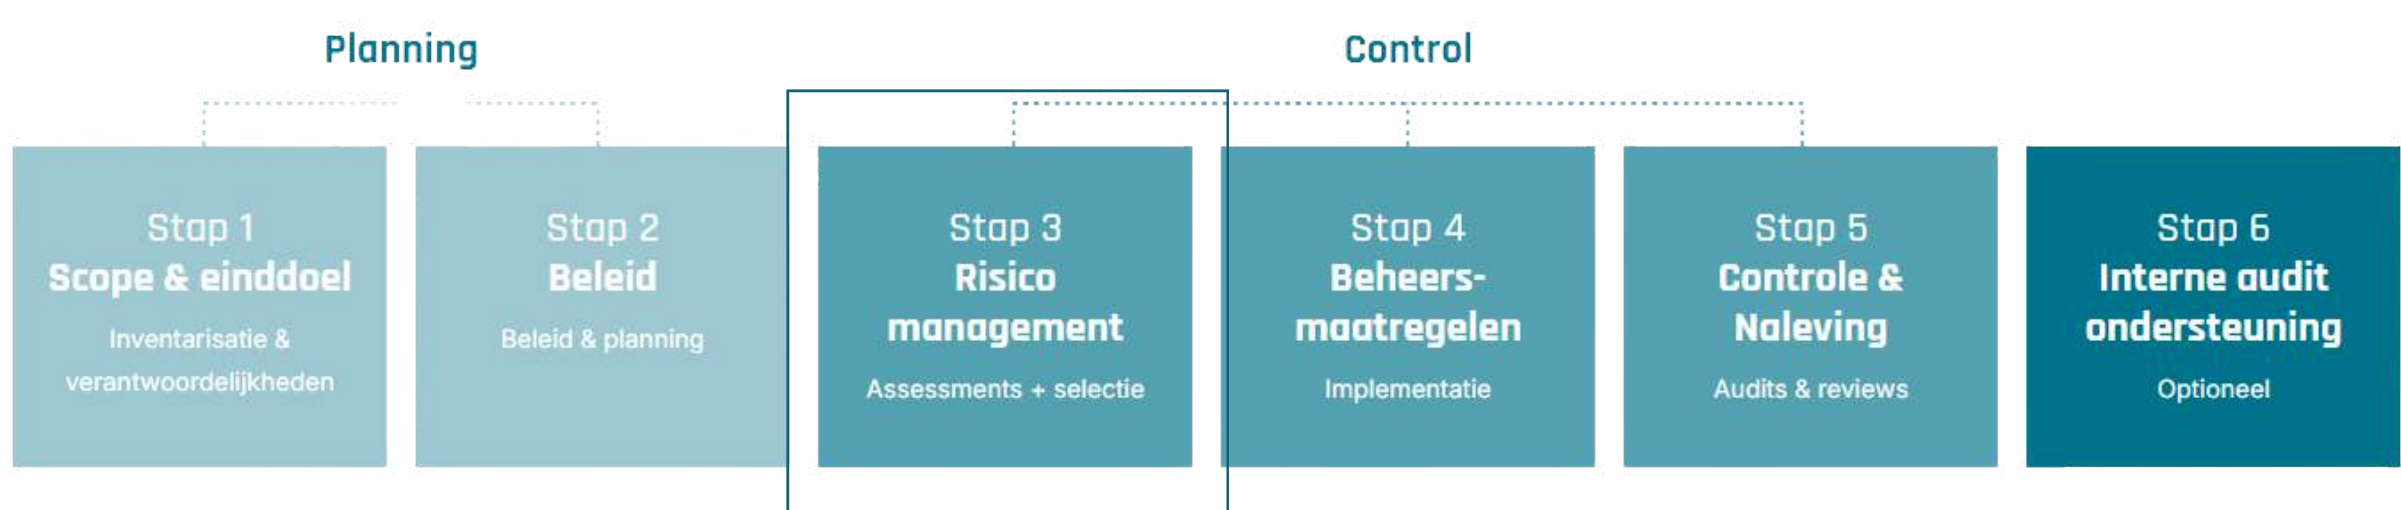 Planning
Control
Stap 1
Scope & einddoel
Inventarisatie &
verantwoordelijkheden
Stap 2
Beleid
Beleid & planning
Stap 3
Risico
management
Assessments + selectie
Stap 4
Beheers-
maatregelen
Implementatie
Stap 5
Controle &
Naleving
Audits & reviews
Stap 6
Interne audit
ondersteuning
Optioneel